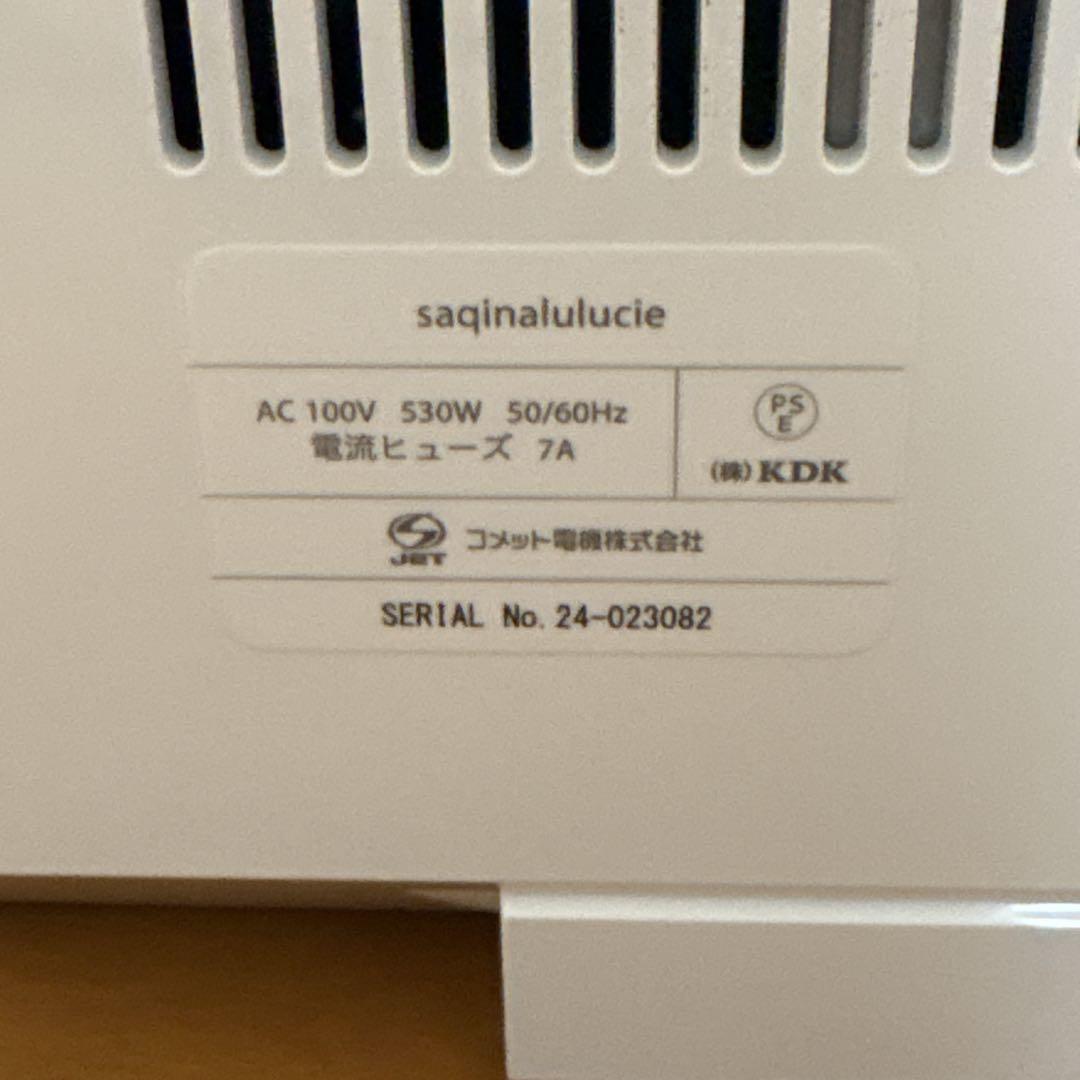 saqinalulucie
AC 100V 530W 50/60Hz
電流ヒューズ 7A
PS
E
(株)KDK
JET コメット電機株式会社
SERIAL No. 24-023082